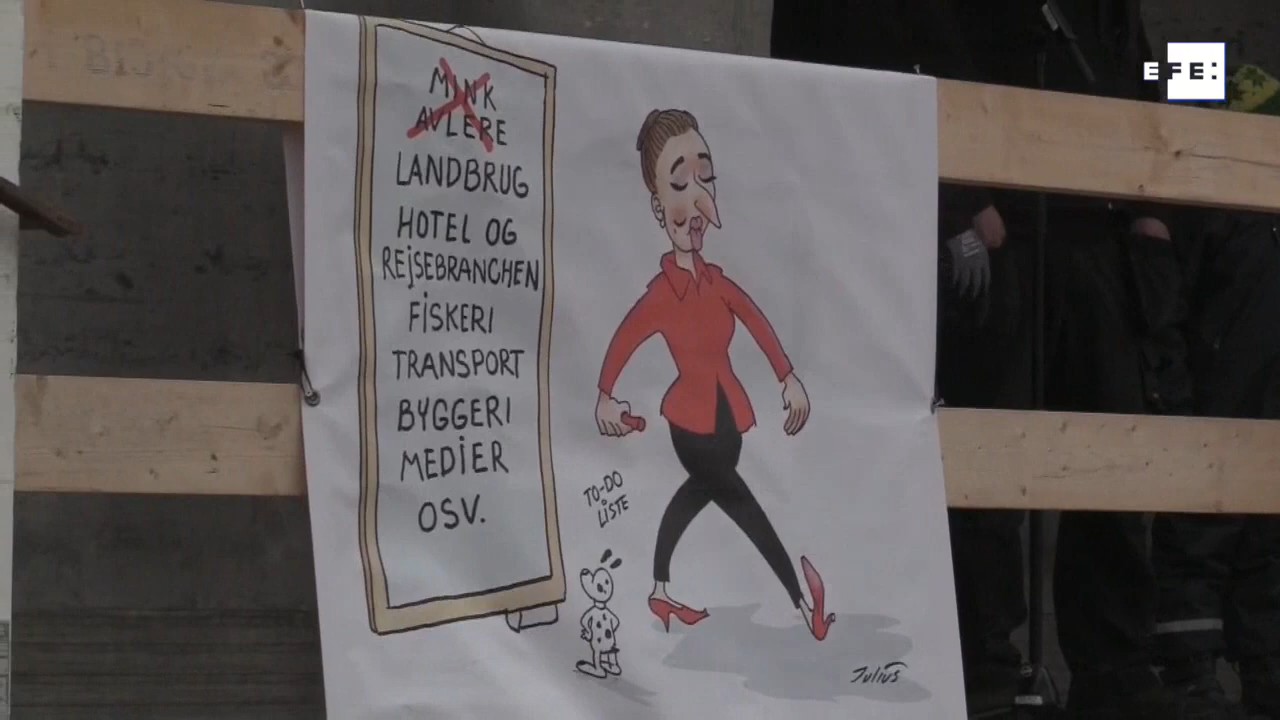 MINK
AVLERE
LANDBRUG
HOTEL OG
REJSEBRANCHEN
FISKERI
TRANSPORT
BYGGERI
MEDIER
OSV.
TO-DO
LISTE
Julius
EFE: